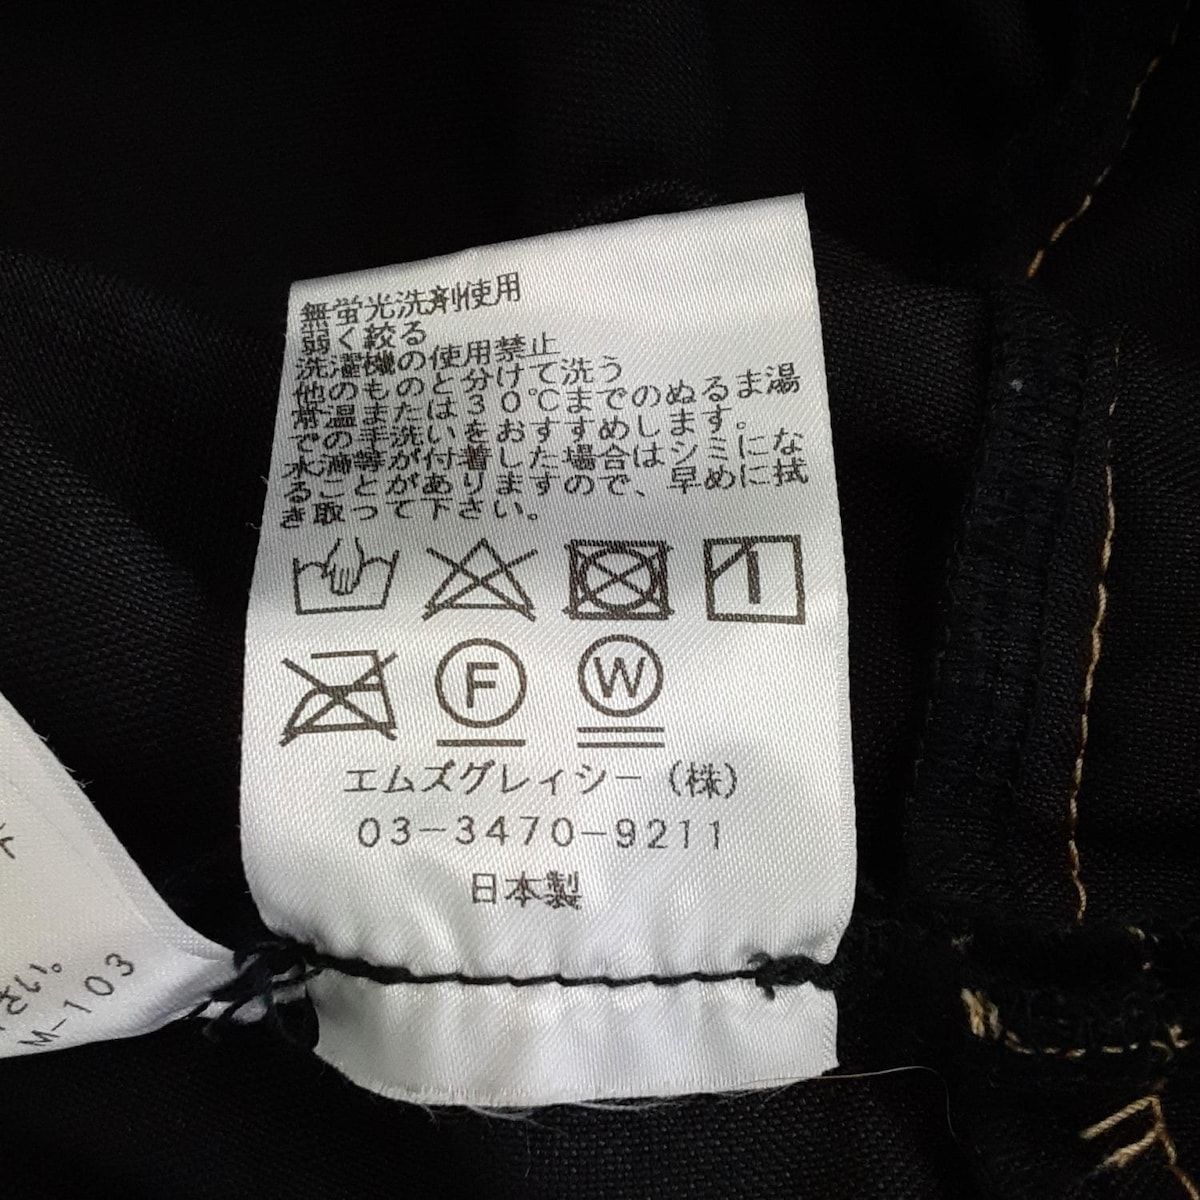 無蛍光洗剤使用
弱く絞る
洗濯機の使用禁止
他のものと分けて洗う
常温または30℃までのぬるま湯
での手洗いをおすすめします。
水滴等が付着した場合はシミにな
ることがありますので、早めに拭
き取って下さい。
F W
エムズグレイシー(株)
03-3470-9211
日本製
さい。
M-103